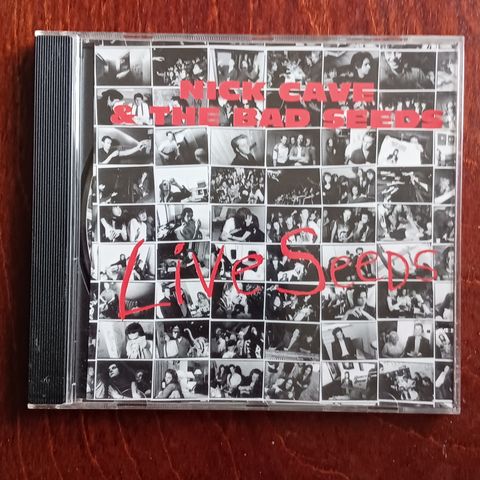 NICK CAVE
& THE BAD SEEDS
Live SEEDS